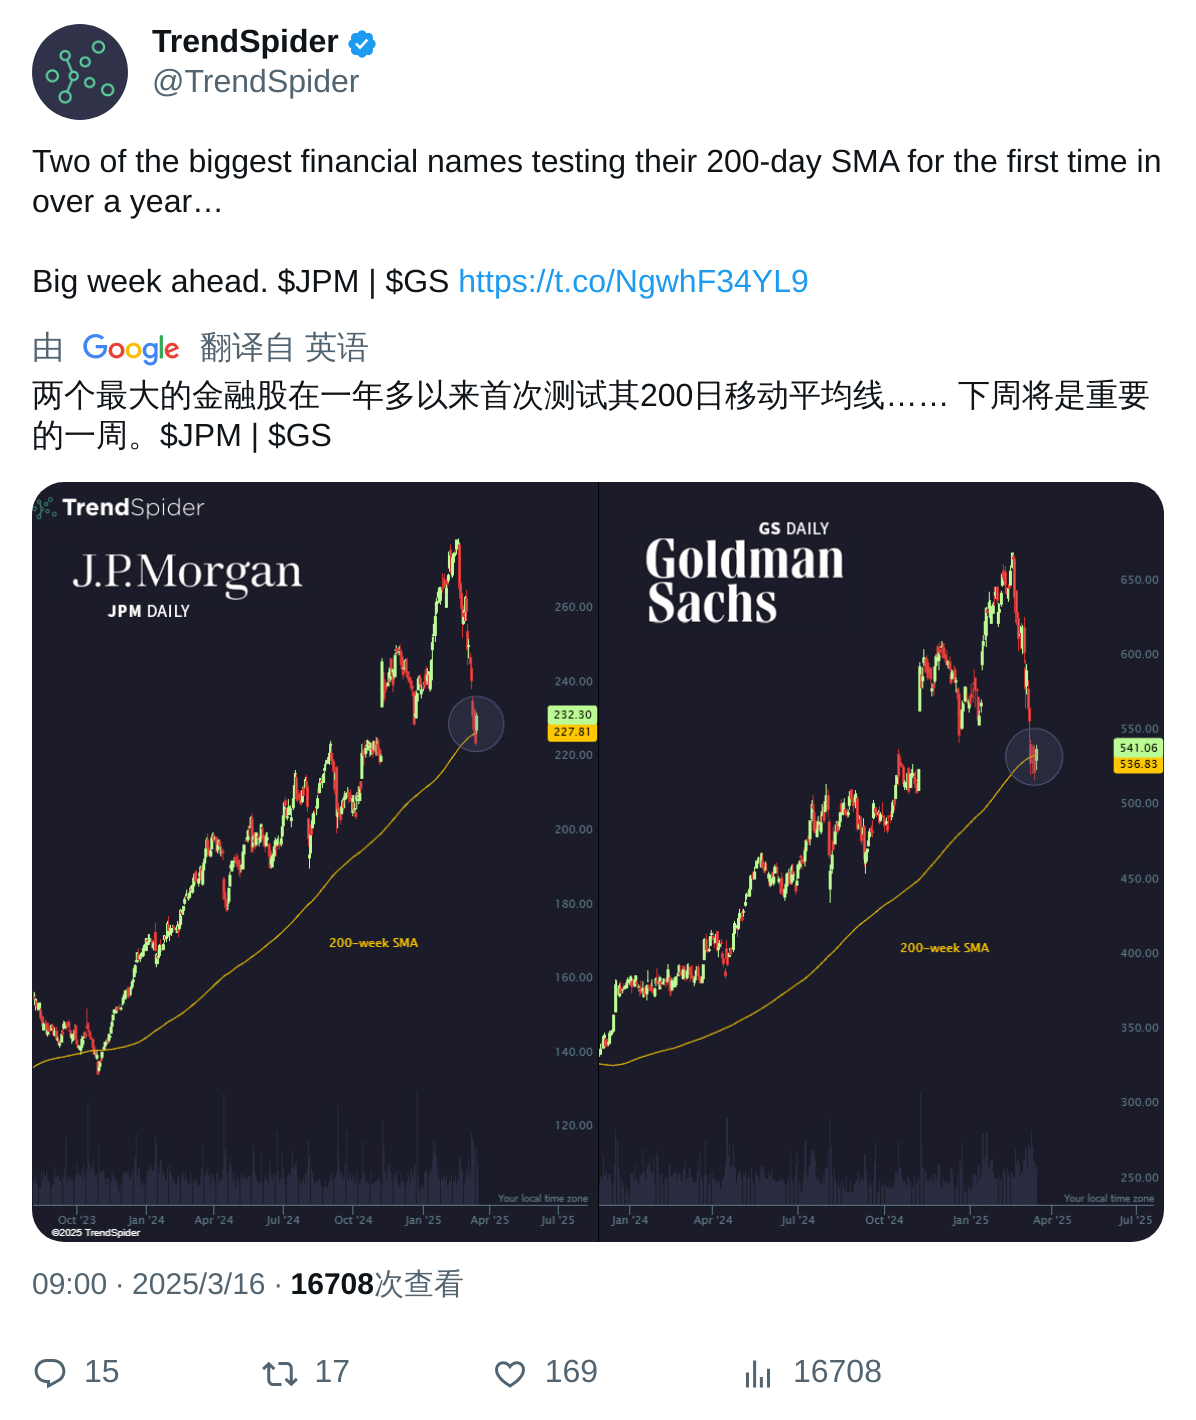 TrendSpider
@TrendSpider
Two of the biggest financial names testing their 200-day SMA for the first time in
over a year…
Big week ahead. $JPM | $GS https://t.co/NgwhF34YL9
由 Google 翻译自 英语
两个最大的金融股在一年多以来首次测试其200日移动平均线…… 下周将是重要
的一周。$JPM | $GS
TrendSpider
J.P.Morgan
JPM DAILY
260.00
240.00
232.30
227.81
220.00
200.00
180.00
200-week SMA
160.00
140.00
120.00
Your local time zone
Oct '23 Jan '24 Apr '24 Jul '24 Oct '24 Jan '25 Apr '25 Jul '25
©2025 TrendSpider
GS DAILY
Goldman
Sachs
650.00
600.00
550.00
541.06
536.83
500.00
450.00
200-week SMA
400.00
350.00
300.00
250.00
Your local time zone
Jan '24 Apr '24 Jul '24 Oct '24 Jan '25 Apr '25 Jul '25
09:00 · 2025/3/16 · 16708次查看
15 17 169 16708